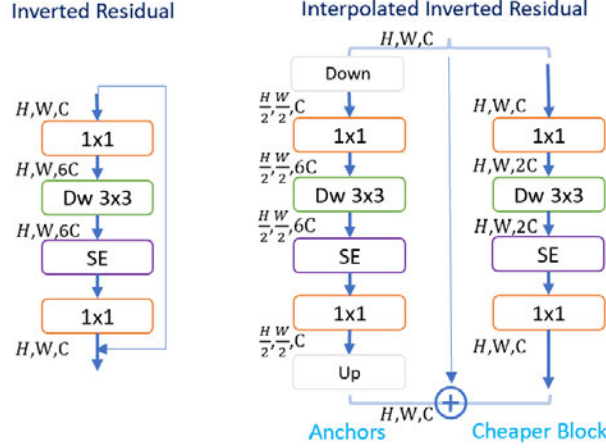 Inverted Residual
H,W,C
1x1
H,W,6C
Dw 3x3
H,W,6C
SE
1x1
H,W,C
Interpolated Inverted Residual
H,W,C
Down
H/2,W/2,C
1x1
H/2,W/2,6C
Dw 3x3
H/2,W/2,6C
SE
1x1
H/2,W/2,C
Up
H,W,C
1x1
H,W,2C
Dw 3x3
H,W,2C
SE
1x1
H,W,C
H,W,C
+
Anchors
Cheaper Block